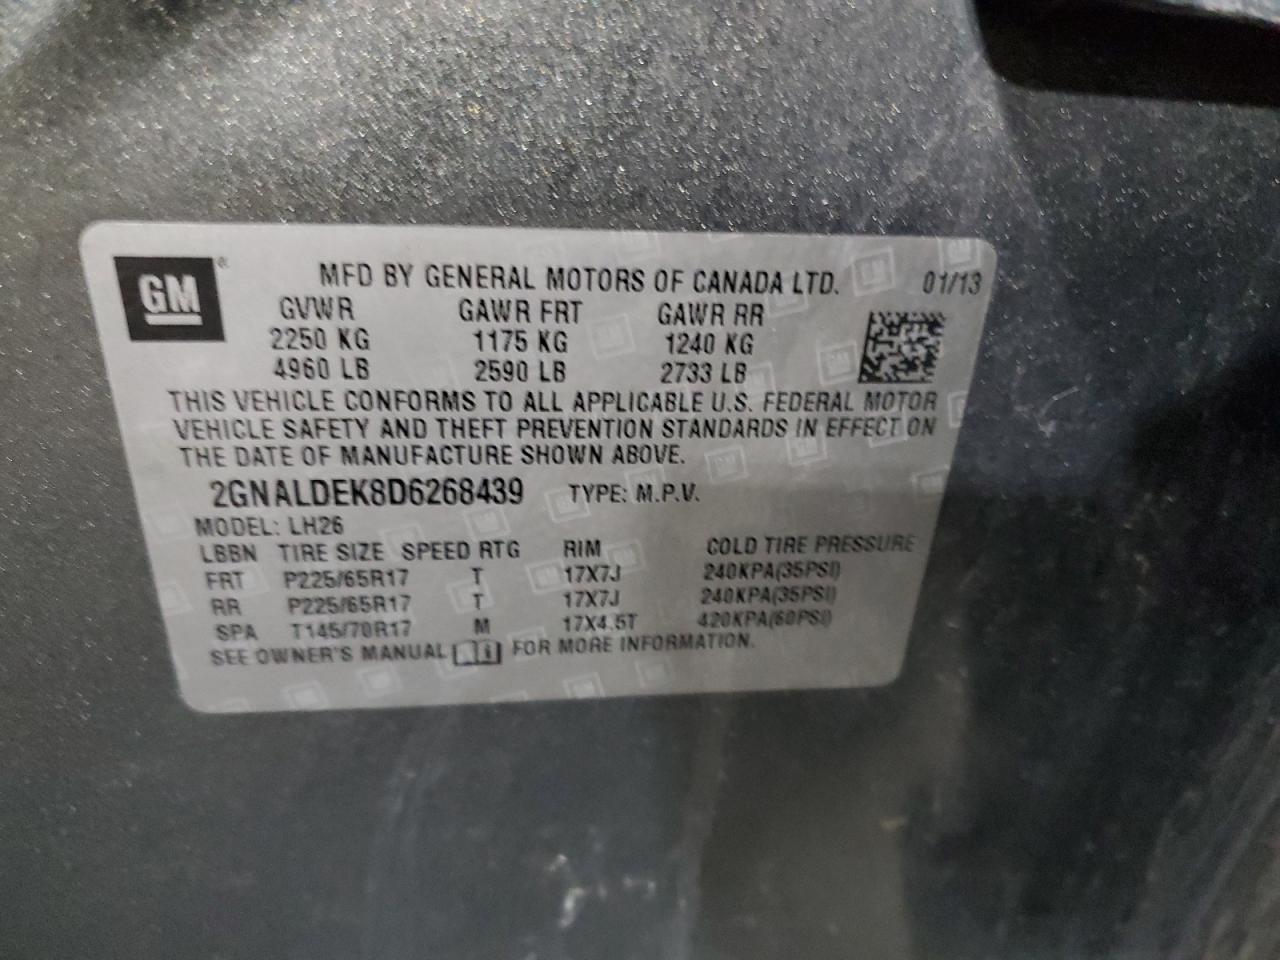 GM®
MFD BY GENERAL MOTORS OF CANADA LTD. 01/13
GVWR GAWR FRT GAWR RR
2250 KG 1175 KG 1240 KG
4960 LB 2590 LB 2733 LB
THIS VEHICLE CONFORMS TO ALL APPLICABLE U.S. FEDERAL MOTOR
VEHICLE SAFETY AND THEFT PREVENTION STANDARDS IN EFFECT ON
THE DATE OF MANUFACTURE SHOWN ABOVE.
2GNALDEK8D6268439 TYPE: M.P.V.
MODEL: LH26
LBBN TIRE SIZE SPEED RTG RIM COLD TIRE PRESSURE
FRT P225/65R17 T 17X7J 240KPA(35PSI)
RR P225/65R17 T 17X7J 240KPA(35PSI)
SPA T145/70R17 M 17X4.5T 420KPA(60PSI)
SEE OWNER'S MANUAL FOR MORE INFORMATION.